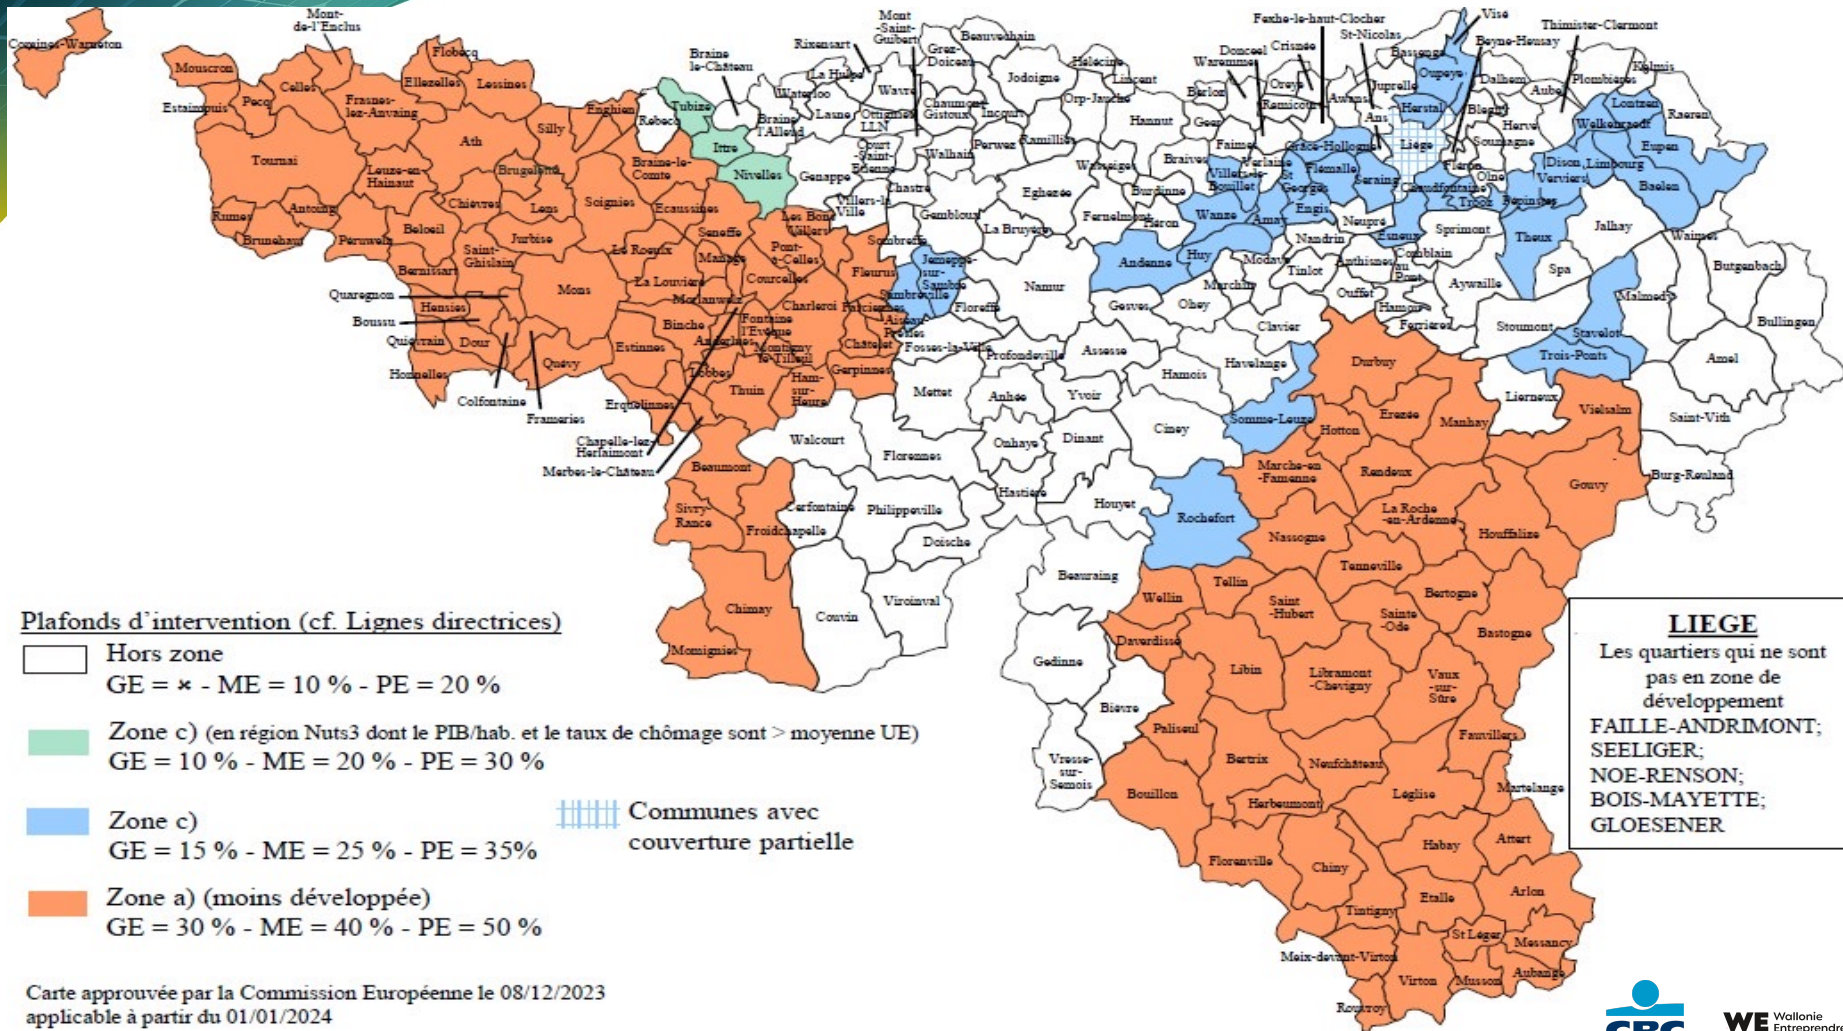 Comines-Warneton
Mont-
de-l'Enclus
Mouscron
Estaimpuis
Pecq
Celles
Flobecq
Ellezelles
Lessines
Frasnes-
lez-Anvaing
Enghien
Silly
Ath
Tournai
Leuze-en-
Hainaut
Brugelette
Braine-le-
Comte
Rumes
Antoing
Brunehaut
Péruwelz
Beloeil
Chièvres
Lens
Soignies
Ecaussines
Jurbise
Saint-
Ghislain
Bernissart
Le Roeulx
Seneffe
Manage
Les Bons
Villers
Pont-
à-Celles
Courcelles
Quaregnon
Hensies
Boussu
Quiévrain
Dour
Honnelles
Mons
La Louvière
Morlanwelz
Binche
Anderlues
Fontaine
l'Evêque
Montigny
le-Tilleul
Charleroi
Farciennes
Fleurus
Aiseau
Presles
Châtelet
Gerpinnes
Estinnes
Quévy
Lobbes
Thuin
Ham-
sur-
Heure
Erquelinnes
Colfontaine
Frameries
Chapelle-lez-
Herlaimont
Merbes-le-Château
Beaumont
Sivry-
Rance
Froidchapelle
Chimay
Momignies
Braine
le-Château
Rebecq
Tubize
Ittre
Nivelles
Braine
l'Alleud
Waterloo
La Hulpe
Rixensart
Lasne
Wavre
Ottignies
LLN
Mont
Saint-
Guibert
Grez-
Doiceau
Beauvechain
Chaumont
Gistoux
Jodoigne
Hélécine
Lincent
Orp-Jauche
Incourt
Ramillies
Perwez
Walhain
Court
-Saint-
Etienne
Genappe
Villers-la
Ville
Chastre
Gembloux
Sombreffe
Jemeppe-
sur-
Sambre
Sambreville
Floreffe
Fosses-la-Ville
Profondeville
Mettet
Eghezée
La Bruyère
Fernelmont
Namur
Andenne
Gesves
Ohey
Assesse
Hamois
Havelange
Anhée
Yvoir
Ciney
Somme-Leuze
Onhaye
Dinant
Walcourt
Florennes
Cerfontaine
Philippeville
Hastière
Houyet
Rochefort
Doische
Couvin
Viroinval
Beauraing
Gedinne
Bièvre
Vresse-
sur-
Semois
Hannut
Wasseiges
Burdinne
Héron
Braives
Geer
Berloz
Waremme
Donceel
Faimes
Oreye
Crisnée
Remicourt
Fexhe-le-haut-Clocher
St-Nicolas
Awans
Ans
Juprelle
Bassenge
Visé
Oupeye
Herstal
Dalhem
Blegny
Beyne-Heusay
Thimister-Clermont
Aubel
Plombières
Kelmis
Lontzen
Raeren
Welkenraedt
Eupen
Herve
Soumagne
Liège
Fléron
Olne
Grâce-Hollogne
Flémalle
Seraing
Chaudfontaine
Trooz
Pepinster
Dison
Verviers
Limbourg
Baelen
Verlaine
St
Georges
Villers-le-
Bouillet
Wanze
Amay
Engis
Huy
Neupré
Esneux
Nandrin
Modave
Marchin
Tinlot
Anthisnes
Comblain
au
Pont
Ouffet
Hamoir
Ferrières
Clavier
Sprimont
Aywaille
Theux
Spa
Jalhay
Waimes
Malmedy
Butgenbach
Bullingen
Amel
Stoumont
Stavelot
Trois-Ponts
Lierneux
Saint-Vith
Burg-Reuland
Durbuy
Erezée
Manhay
Vielsalm
Hotton
Marche-en
-Famenne
Rendeux
Gouvy
La Roche
-en-Ardenne
Houffalize
Nassogne
Tenneville
Bertogne
Tellin
Wellin
Saint
-Hubert
Sainte
-Ode
Bastogne
Daverdisse
Libin
Libramont
-Chevigny
Vaux
-sur-
Sûre
Paliseul
Bertrix
Neufchâteau
Fauvillers
Martelange
Bouillon
Herbeumont
Léglise
Florenville
Chiny
Habay
Attert
Arlon
Etalle
Tintigny
St Léger
Messancy
Meix-devant-Virton
Virton
Musson
Aubange
Rouvroy
Plafonds d'intervention (cf. Lignes directrices)
Hors zone
GE = × - ME = 10 % - PE = 20 %
Zone c) (en région Nuts3 dont le PIB/hab. et le taux de chômage sont > moyenne UE)
GE = 10 % - ME = 20 % - PE = 30 %
Zone c)
GE = 15 % - ME = 25 % - PE = 35%
Communes avec
couverture partielle
Zone a) (moins développée)
GE = 30 % - ME = 40 % - PE = 50 %
Carte approuvée par la Commission Européenne le 08/12/2023
applicable à partir du 01/01/2024
LIEGE
Les quartiers qui ne sont
pas en zone de
développement
FAILLE-ANDRIMONT;
SEELIGER;
NOE-RENSON;
BOIS-MAYETTE;
GLOESENER
CBC
WE Wallonie
Entreprendre